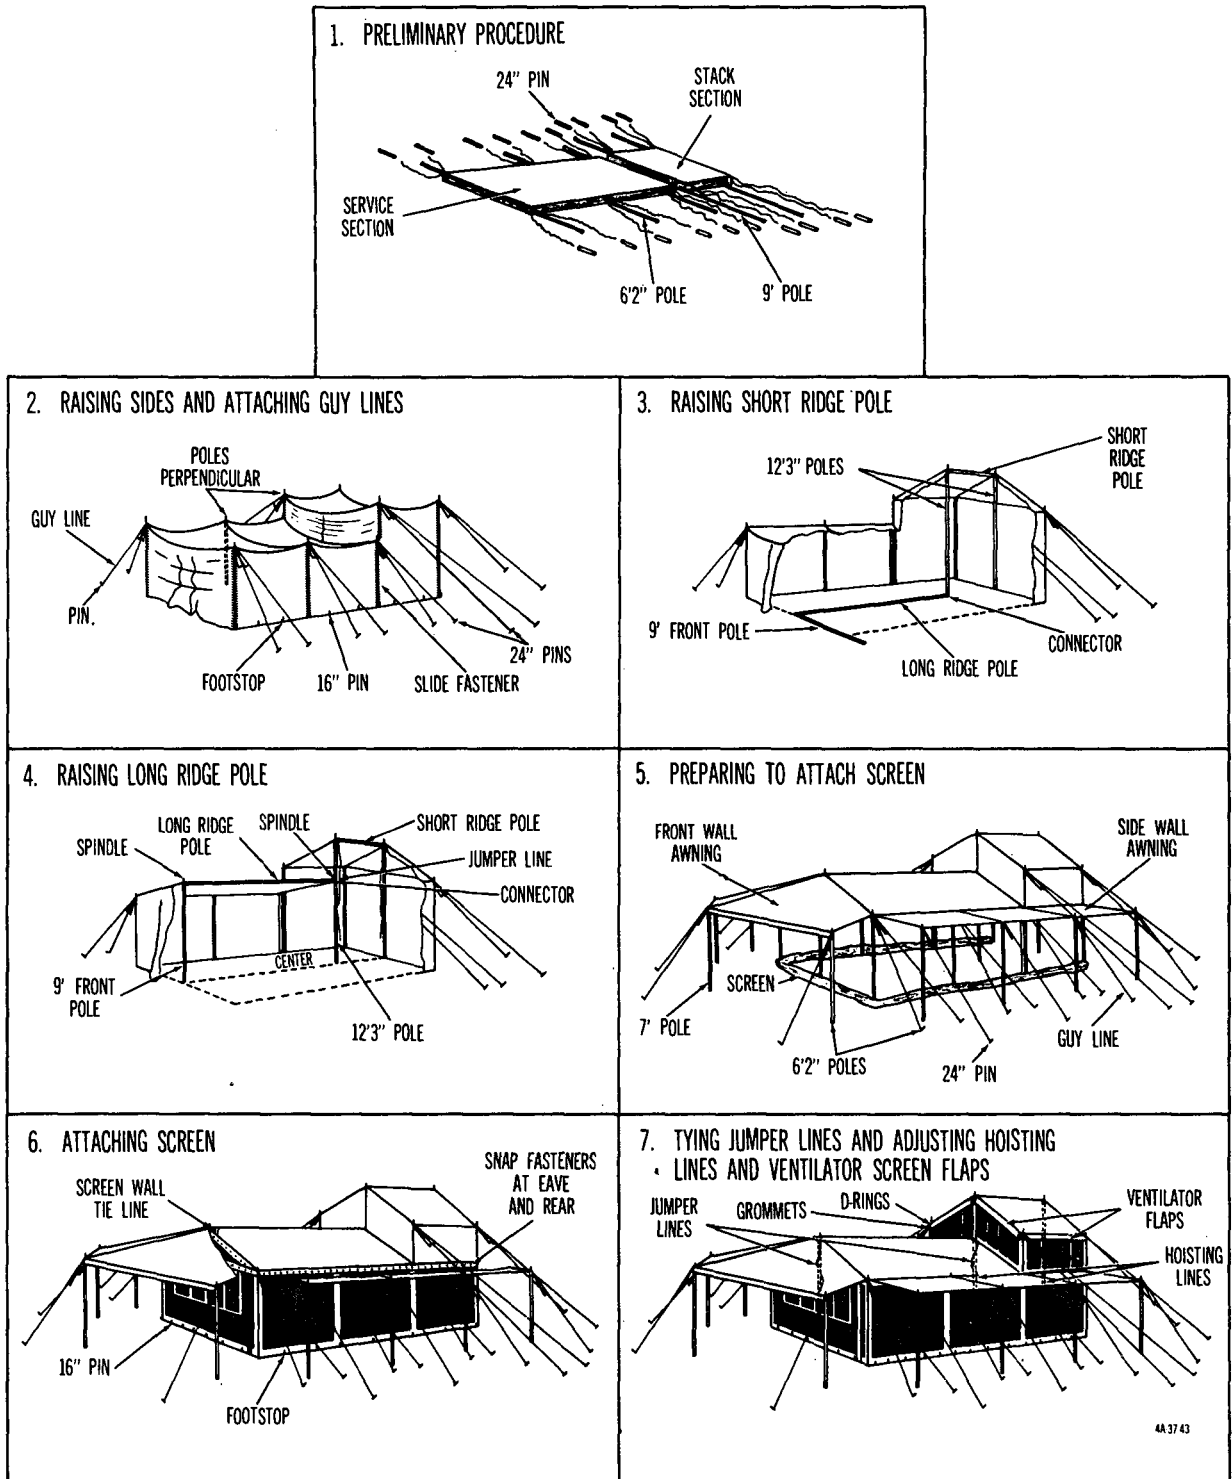 1. PRELIMINARY PROCEDURE
24" PIN
STACK
SECTION
SERVICE
SECTION
6'2" POLE
9' POLE
2. RAISING SIDES AND ATTACHING GUY LINES
POLES
PERPENDICULAR
GUY LINE
PIN.
FOOTSTOP
16" PIN
SLIDE FASTENER
24" PINS
3. RAISING SHORT RIDGE POLE
12'3" POLES
SHORT
RIDGE
POLE
9' FRONT POLE
CONNECTOR
LONG RIDGE POLE
4. RAISING LONG RIDGE POLE
SPINDLE
LONG RIDGE
POLE
SPINDLE
SHORT RIDGE POLE
JUMPER LINE
CONNECTOR
CENTER
9' FRONT
POLE
12'3" POLE
5. PREPARING TO ATTACH SCREEN
FRONT WALL
AWNING
SIDE WALL
AWNING
SCREEN
7' POLE
6'2" POLES
24" PIN
GUY LINE
6. ATTACHING SCREEN
SCREEN WALL
TIE LINE
SNAP FASTENERS
AT EAVE
AND REAR
16" PIN
FOOTSTOP
7. TYING JUMPER LINES AND ADJUSTING HOISTING
LINES AND VENTILATOR SCREEN FLAPS
JUMPER
LINES
GROMMETS
D-RINGS
VENTILATOR
FLAPS
HOISTING
LINES
4A 37 43